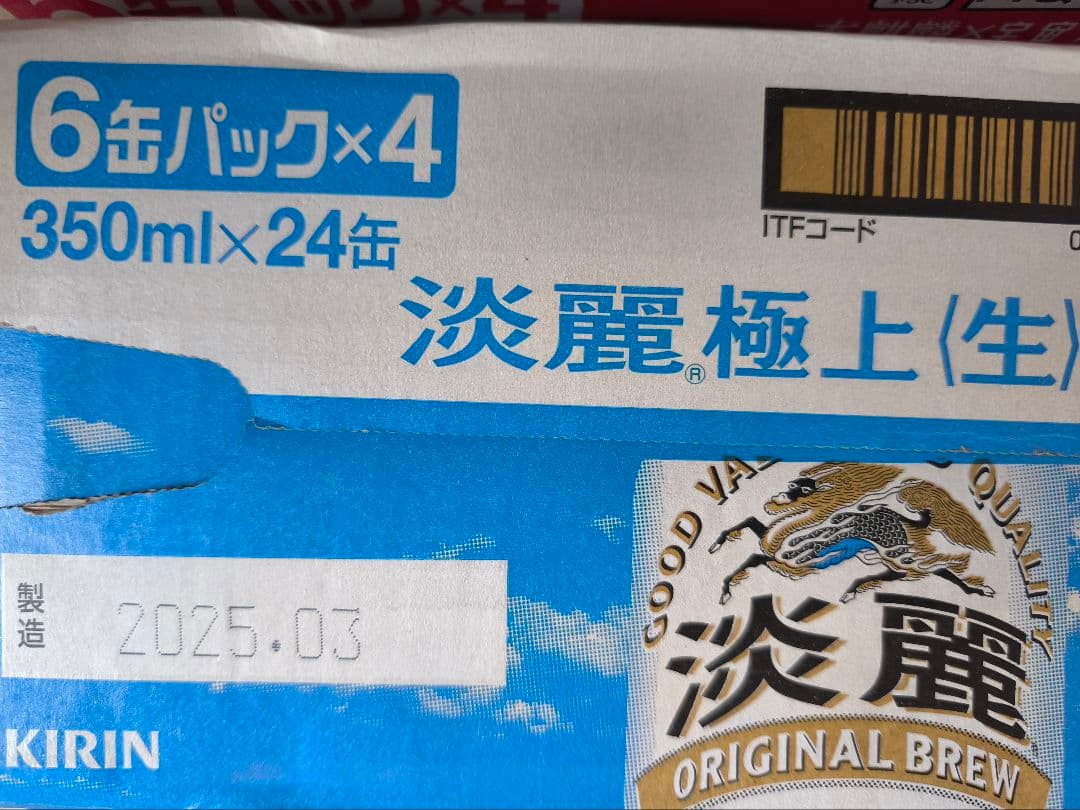 6缶パック×4
350ml×24缶
ITFコード
淡麗®極上〈生〉
GOOD VA
QUALITY
淡麗
ORIGINAL BREW
製造
2025.03
KIRIN